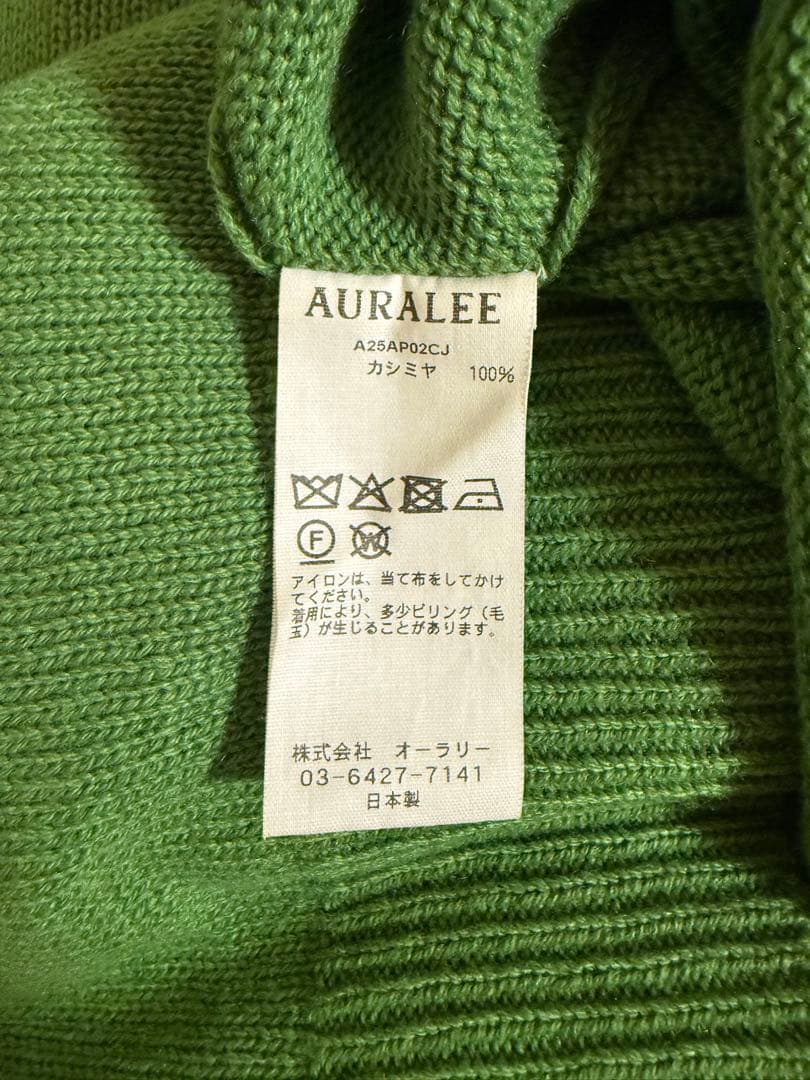 AURALEE
A25AP02CJ
カシミヤ 100%
F W
アイロンは、当て布をしてかけ
てください。
着用により、多少ピリング（毛
玉）が生じることがあります。
株式会社 オーラリー
03-6427-7141
日本製